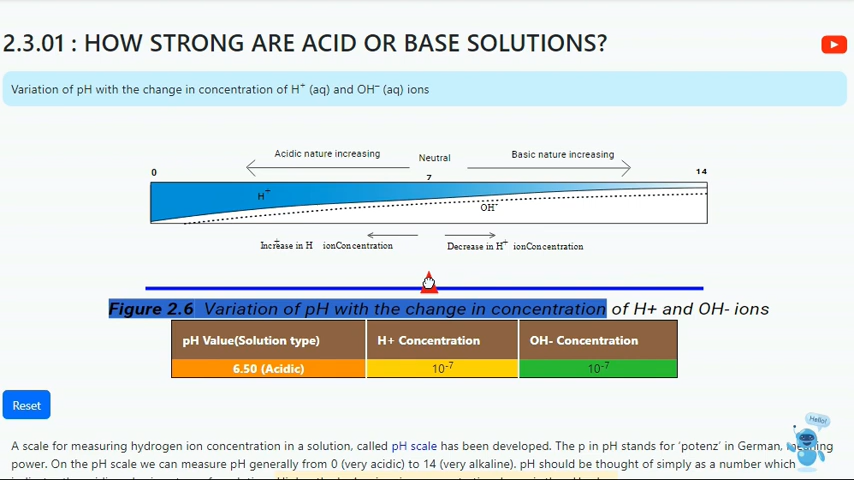 2.3.01 : HOW STRONG ARE ACID OR BASE SOLUTIONS?
Variation of pH with the change in concentration of H+ (aq) and OH− (aq) ions
Acidic nature increasing
Neutral
Basic nature increasing
0
7
14
H+
OH-
Increase in H+ ionConcentration
Decrease in H+ ionConcentration
Figure 2.6 Variation of pH with the change in concentration of H+ and OH- ions
pH Value(Solution type) H+ Concentration OH- Concentration
6.50 (Acidic) 10-7 10-7
Reset
Hello!
A scale for measuring hydrogen ion concentration in a solution, called pH scale has been developed. The p in pH stands for ‘potenz’ in German,
power. On the pH scale we can measure pH generally from 0 (very acidic) to 14 (very alkaline). pH should be thought of simply as a number which